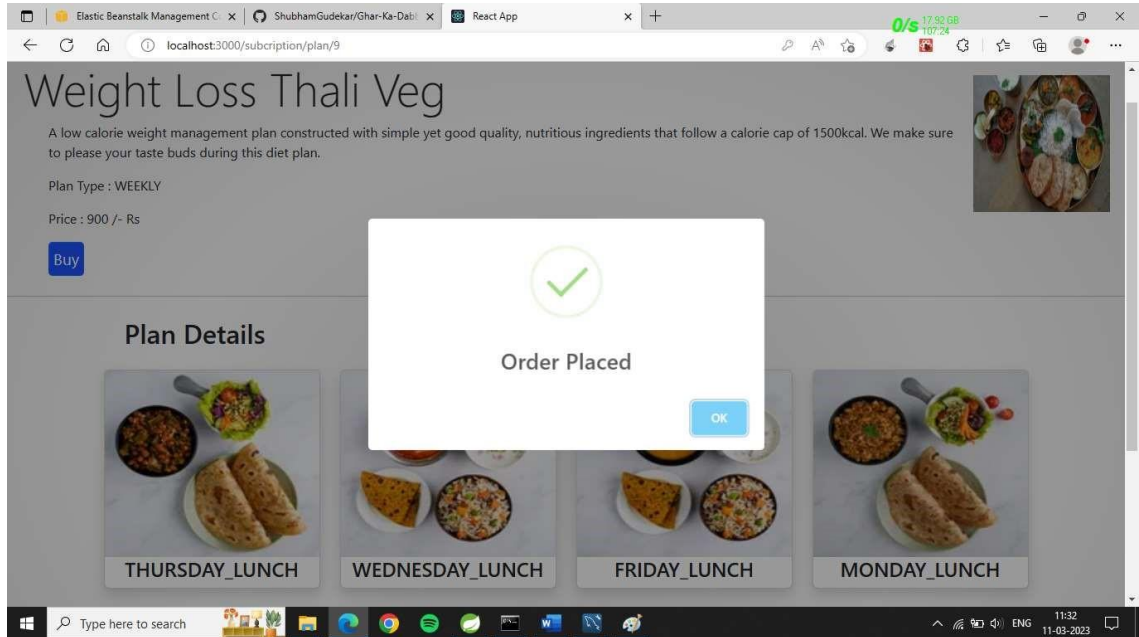 Elastic Beanstalk Management C
ShubhamGudekar/Ghar-Ka-Dab
React App
0/s 17.92 GB
107:24
localhost:3000/subcription/plan/9
Weight Loss Thali Veg
A low calorie weight management plan constructed with simple yet good quality, nutritious ingredients that follow a calorie cap of 1500kcal. We make sure
to please your taste buds during this diet plan.
Plan Type : WEEKLY
Price : 900 /- Rs
Buy
Order Placed
OK
Plan Details
THURSDAY_LUNCH
WEDNESDAY_LUNCH
FRIDAY_LUNCH
MONDAY_LUNCH
Type here to search
ENG
11:32
11-03-2023